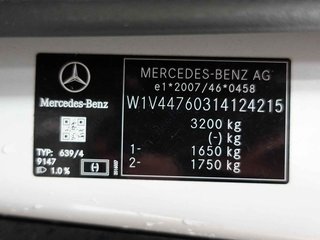 MERCEDES-BENZ AG
e1*2007/46*0458
W1V44760314124215
3200 kg
(-) kg
1- 1650 kg
2- 1750 kg
Mercedes-Benz
TYP: 639/4
9147
1.0 %